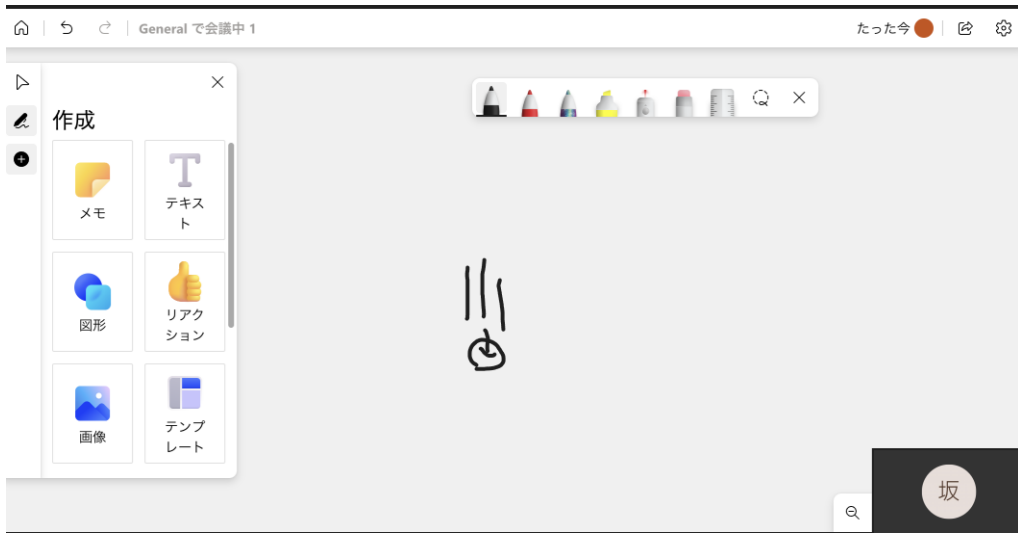 General で会議中 1
たった今
作成
メモ
テキス
ト
図形
リアク
ション
画像
テンプ
レート
坂